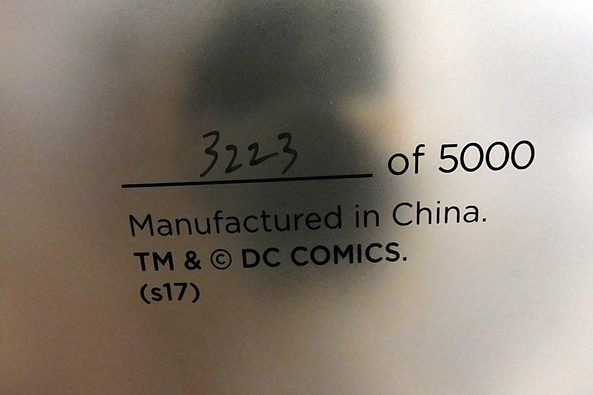 3223 of 5000
Manufactured in China.
TM & © DC COMICS.
(s17)